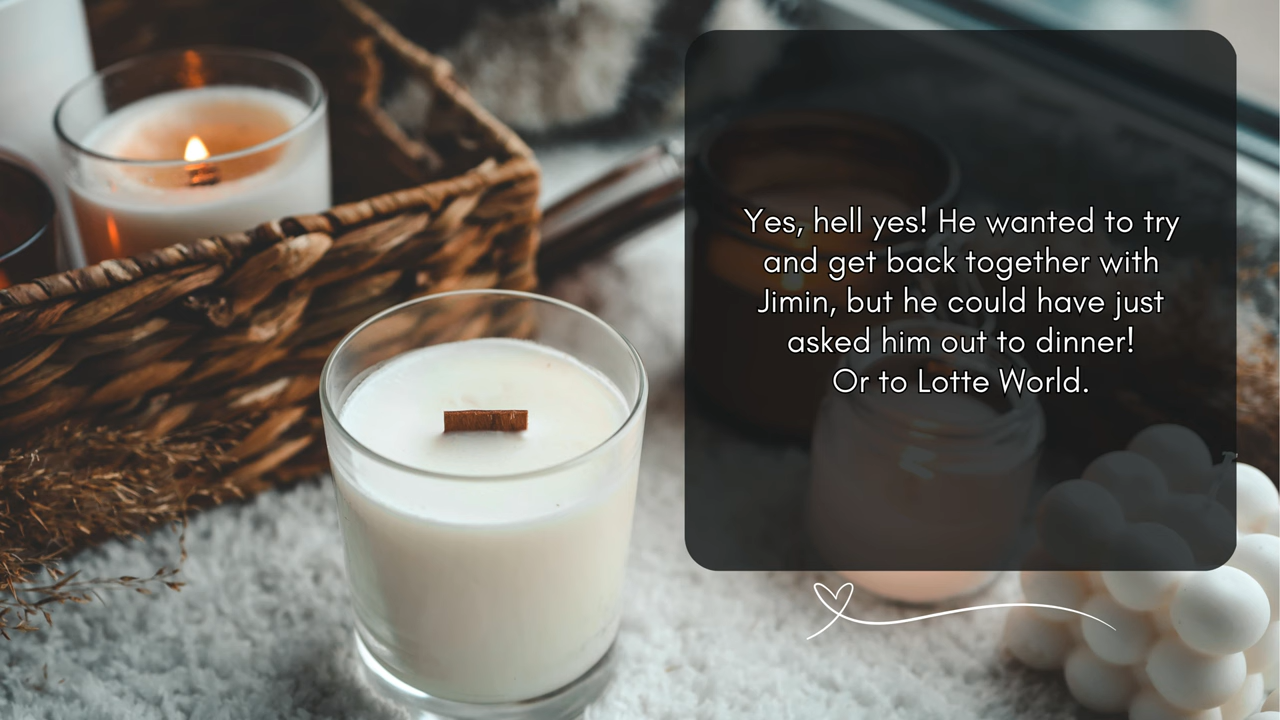 Yes, hell yes! He wanted to try
and get back together with
Jimin, but he could have just
asked him out to dinner!
Or to Lotte World.